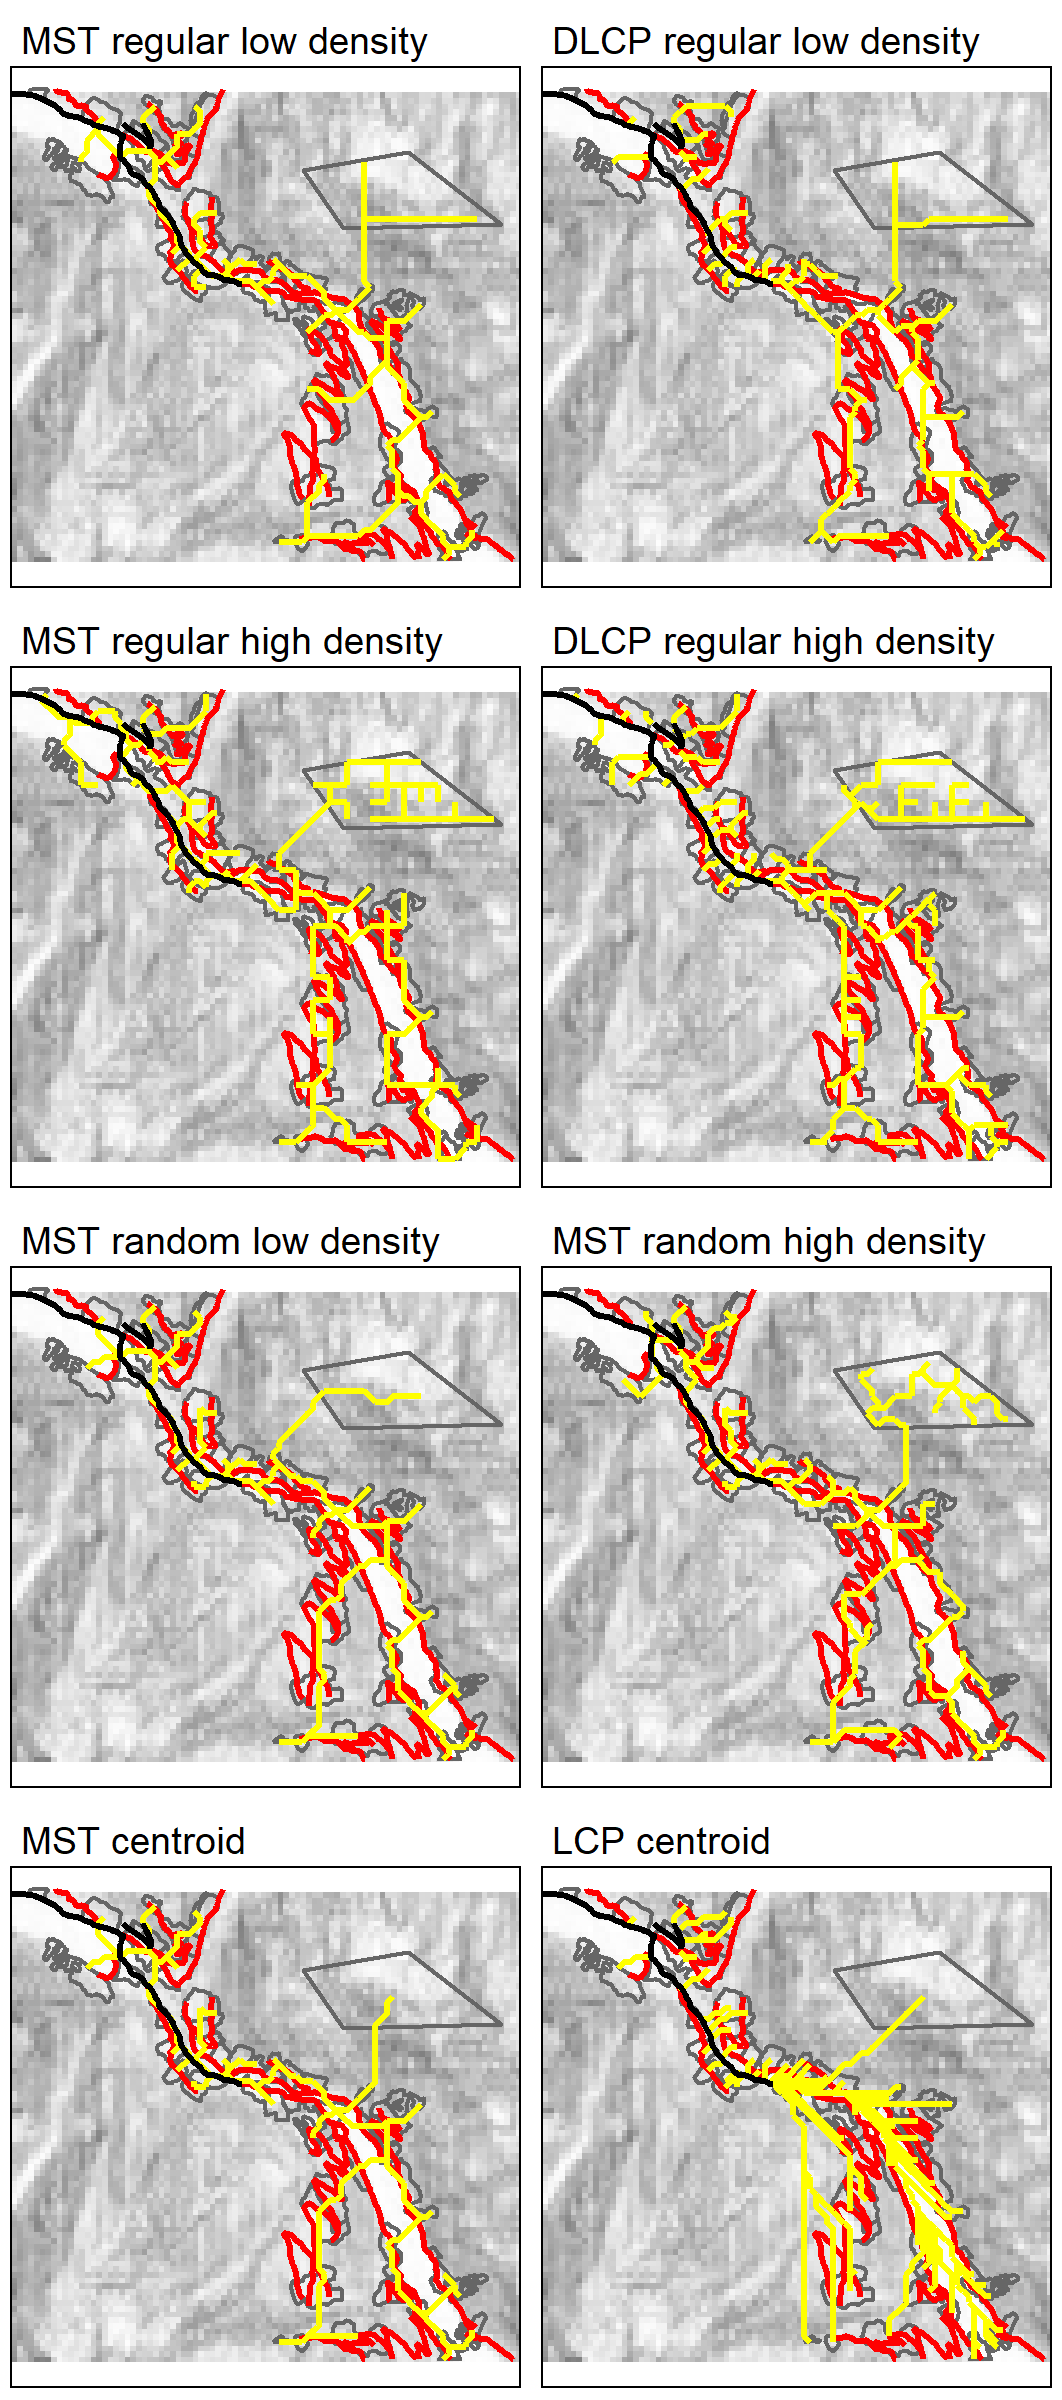 MST regular low density
DLCP regular low density
MST regular high density
DLCP regular high density
MST random low density
MST random high density
MST centroid
LCP centroid